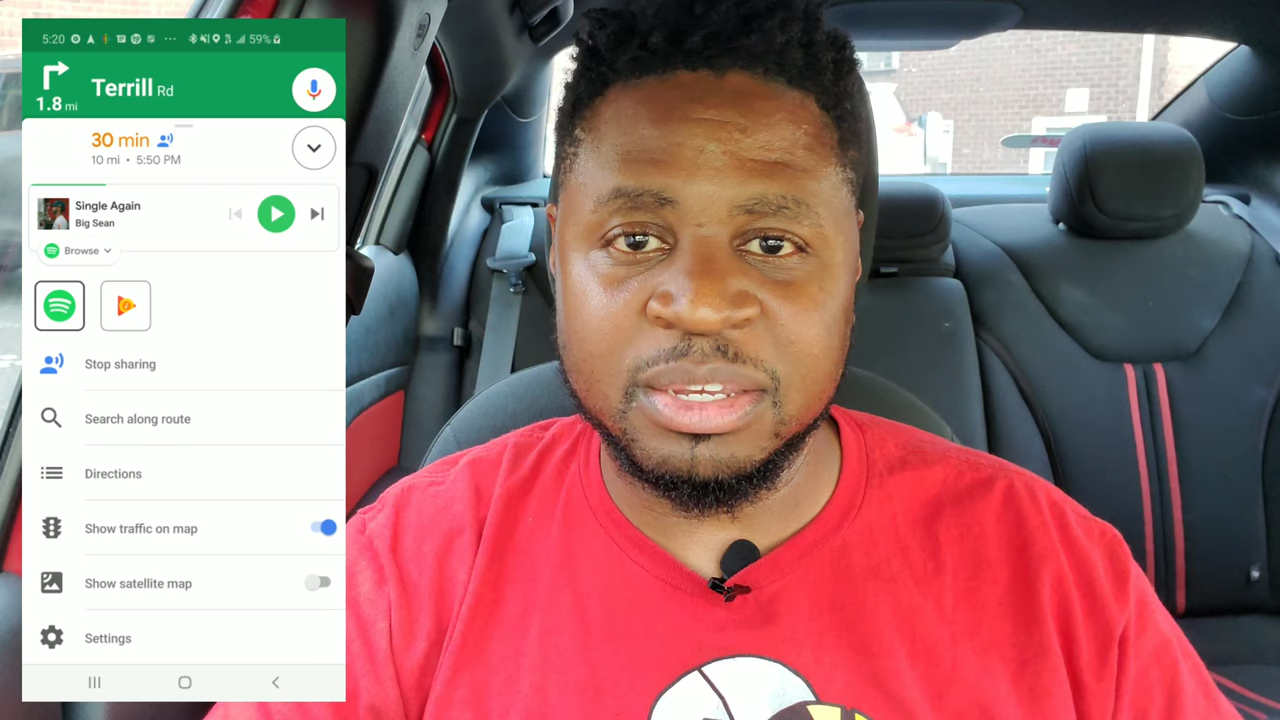 5:20 59%
Terrill Rd
1.8 mi
30 min
10 mi • 5:50 PM
Single Again
Big Sean
Browse
Stop sharing
Search along route
Directions
Show traffic on map
Show satellite map
Settings